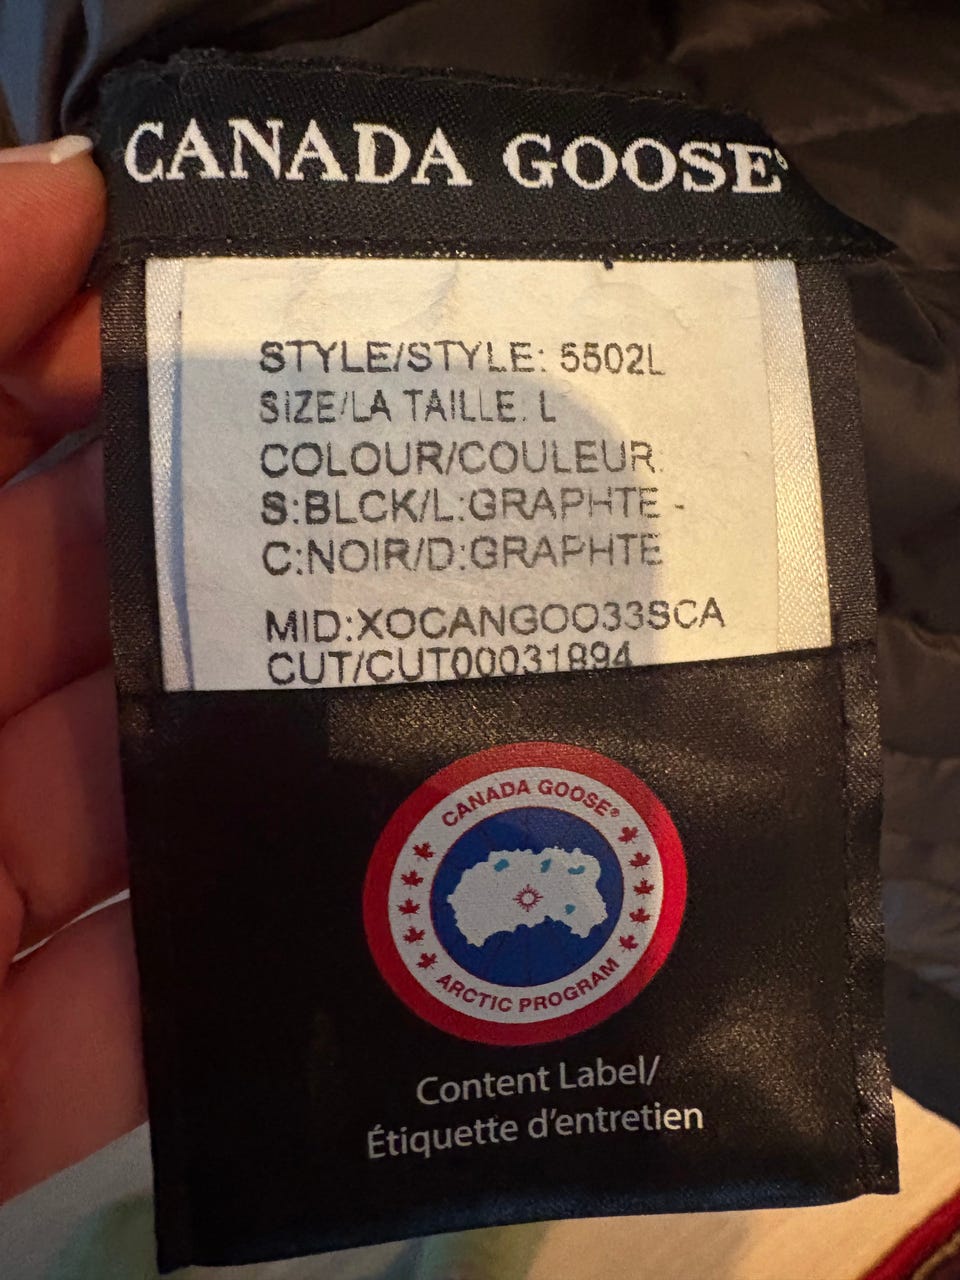 CANADA GOOSE®
STYLE/STYLE: 5502L
SIZE/LA TAILLE: L
COLOUR/COULEUR:
S:BLCK/L:GRAPHTE -
C:NOIR/D:GRAPHTE
MID:XOCANGOO33SCA
CUT/CUT00031894
CANADA GOOSE®
ARCTIC PROGRAM
Content Label/
Étiquette d'entretien